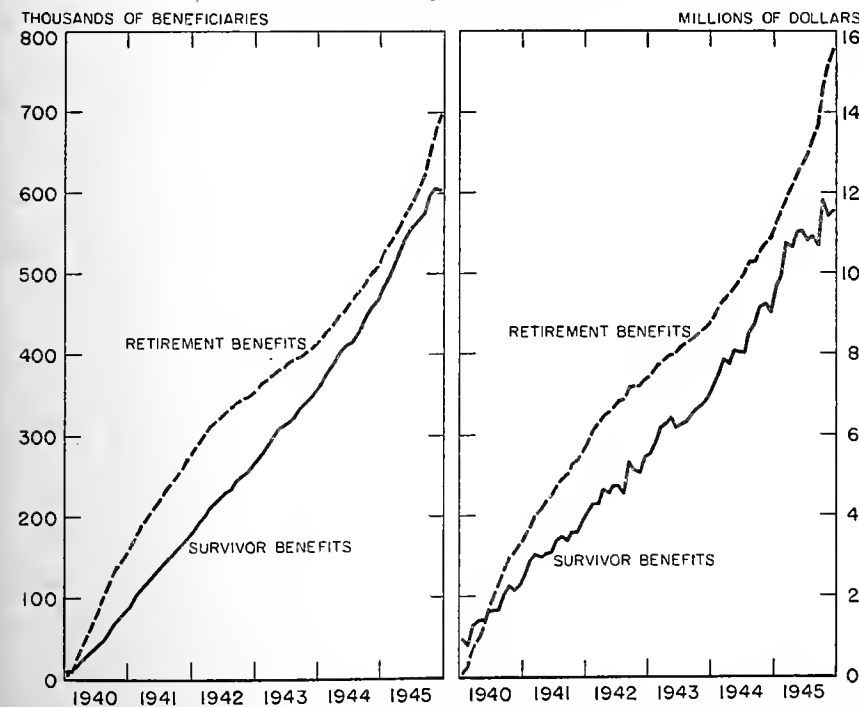 THOUSANDS OF BENEFICIARIES
800
700
600
500
400
300
200
100
0
RETIREMENT BENEFITS
SURVIVOR BENEFITS
1940 1941 1942 1943 1944 1945
MILLIONS OF DOLLARS
16
14
12
10
8
6
4
2
0
RETIREMENT BENEFITS
SURVIVOR BENEFITS
1940 1941 1942 1943 1944 1945